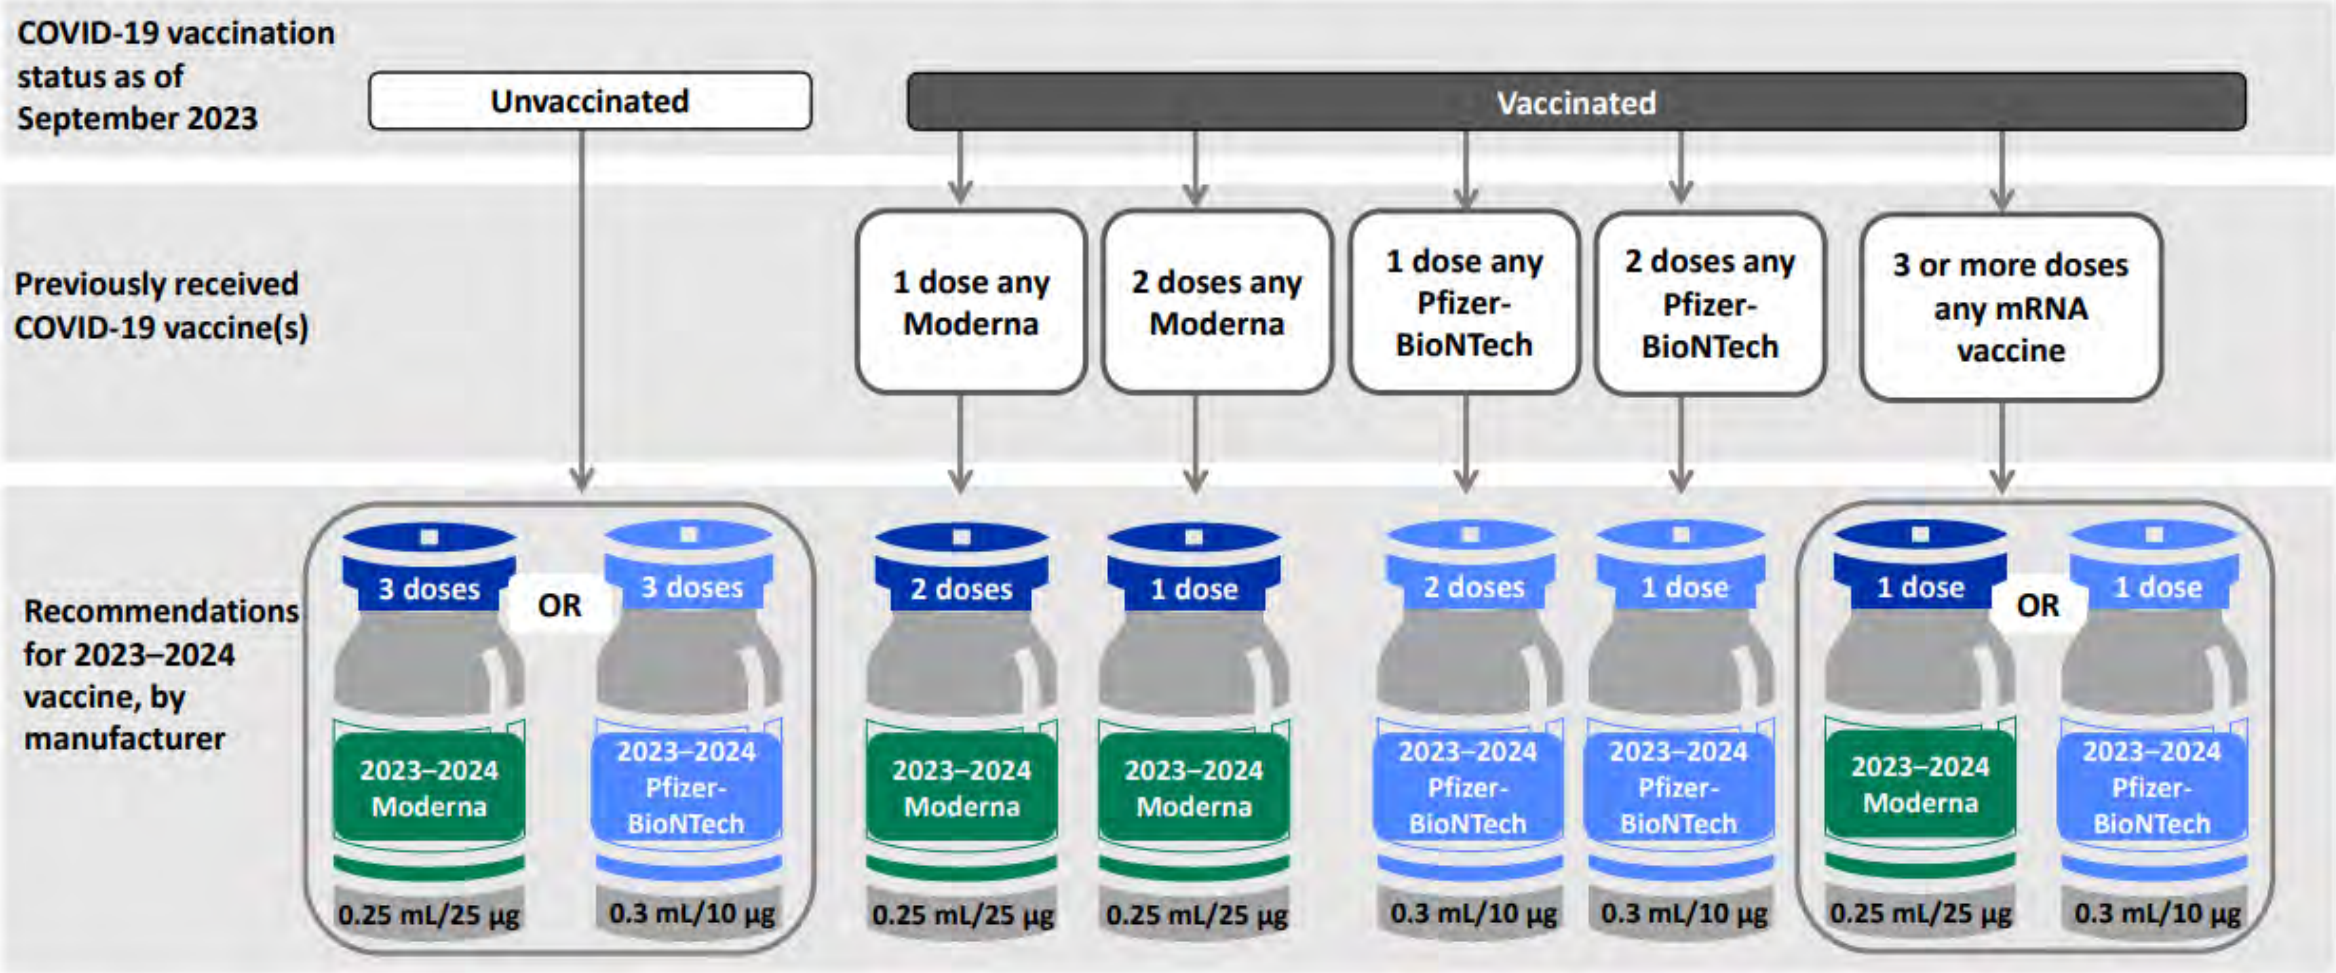 COVID-19 vaccination
status as of
September 2023
Unvaccinated
Vaccinated
Previously received
COVID-19 vaccine(s)
1 dose any
Moderna
2 doses any
Moderna
1 dose any
Pfizer-
BioNTech
2 doses any
Pfizer-
BioNTech
3 or more doses
any mRNA
vaccine
Recommendations
for 2023–2024
vaccine, by
manufacturer
3 doses
2023–2024
Moderna
0.25 mL/25 µg
OR
3 doses
2023–2024
Pfizer-
BioNTech
0.3 mL/10 µg
2 doses
2023–2024
Moderna
0.25 mL/25 µg
1 dose
2023–2024
Moderna
0.25 mL/25 µg
2 doses
2023–2024
Pfizer-
BioNTech
0.3 mL/10 µg
1 dose
2023–2024
Pfizer-
BioNTech
0.3 mL/10 µg
1 dose
2023–2024
Moderna
0.25 mL/25 µg
OR
1 dose
2023–2024
Pfizer-
BioNTech
0.3 mL/10 µg